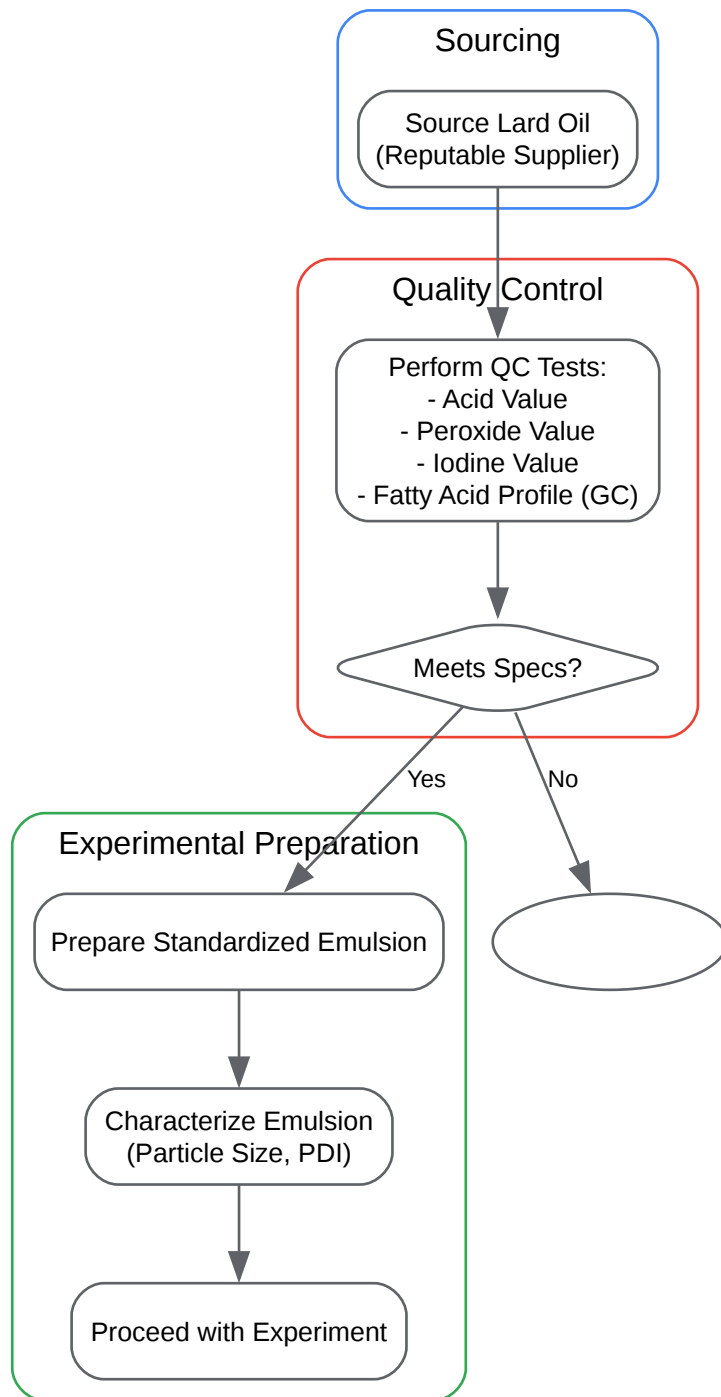 Sourcing
Source Lard Oil
(Reputable Supplier)
Quality Control
Perform QC Tests:
- Acid Value
- Peroxide Value
- Iodine Value
- Fatty Acid Profile (GC)
Meets Specs?
Yes
No
Experimental Preparation
Prepare Standardized Emulsion
Characterize Emulsion
(Particle Size, PDI)
Proceed with Experiment